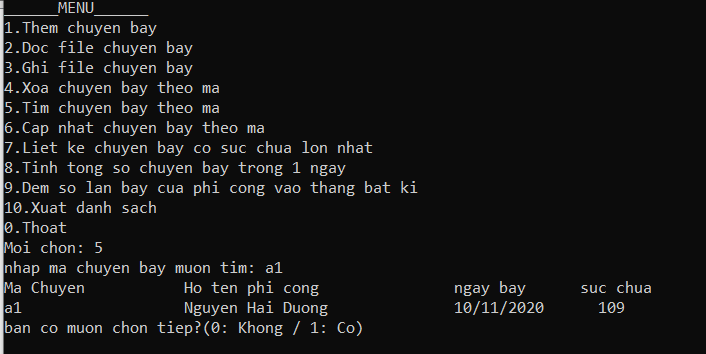 ______MENU______
1.Them chuyen bay
2.Doc file chuyen bay
3.Ghi file chuyen bay
4.Xoa chuyen bay theo ma
5.Tim chuyen bay theo ma
6.Cap nhat chuyen bay theo ma
7.Liet ke chuyen bay co suc chua lon nhat
8.Tinh tong so chuyen bay trong 1 ngay
9.Dem so lan bay cua phi cong vao thang bat ki
10.Xuat danh sach
0.Thoat
Moi chon: 5
nhap ma chuyen bay muon tim: a1
Ma Chuyen           Ho ten phi cong               ngay bay      suc chua
a1                  Nguyen Hai Duong              10/11/2020      109
ban co muon chon tiep?(0: Khong / 1: Co)